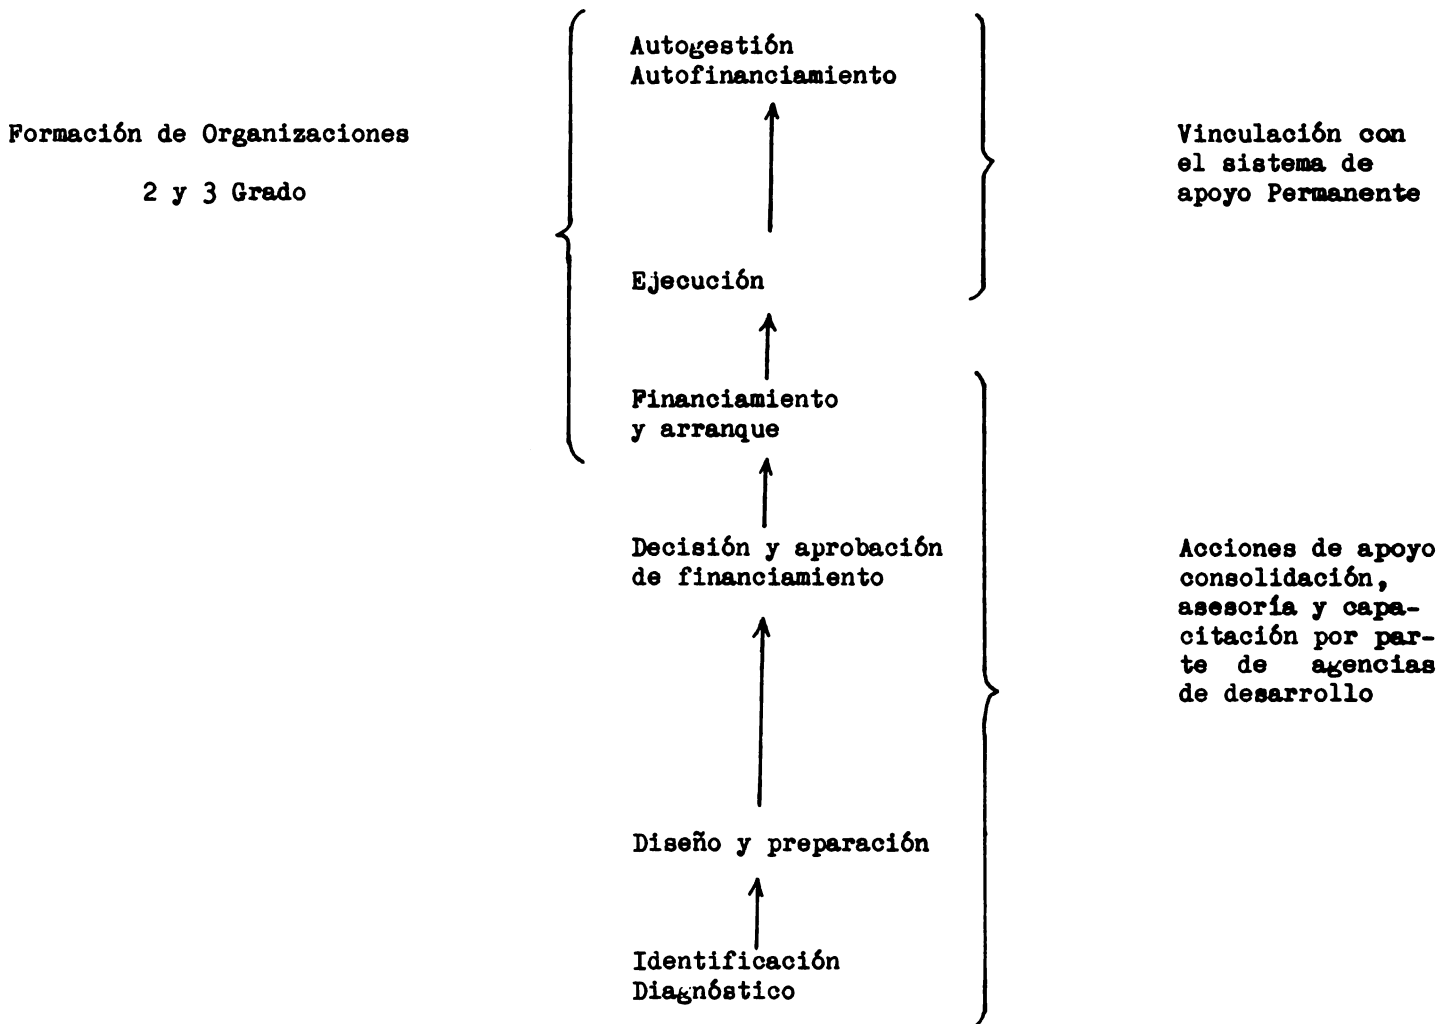 Formación de Organizaciones
2 y 3 Grado
Autogestión
Autofinanciamiento
Ejecución
Financiamiento
y arranque
Decisión y aprobación
de financiamiento
Diseño y preparación
Identificación
Diagnóstico
Vinculación con
el sistema de
apoyo Permanente
Acciones de apoyo
consolidación,
asesoría y capa-
citación por par-
te de agencias
de desarrollo